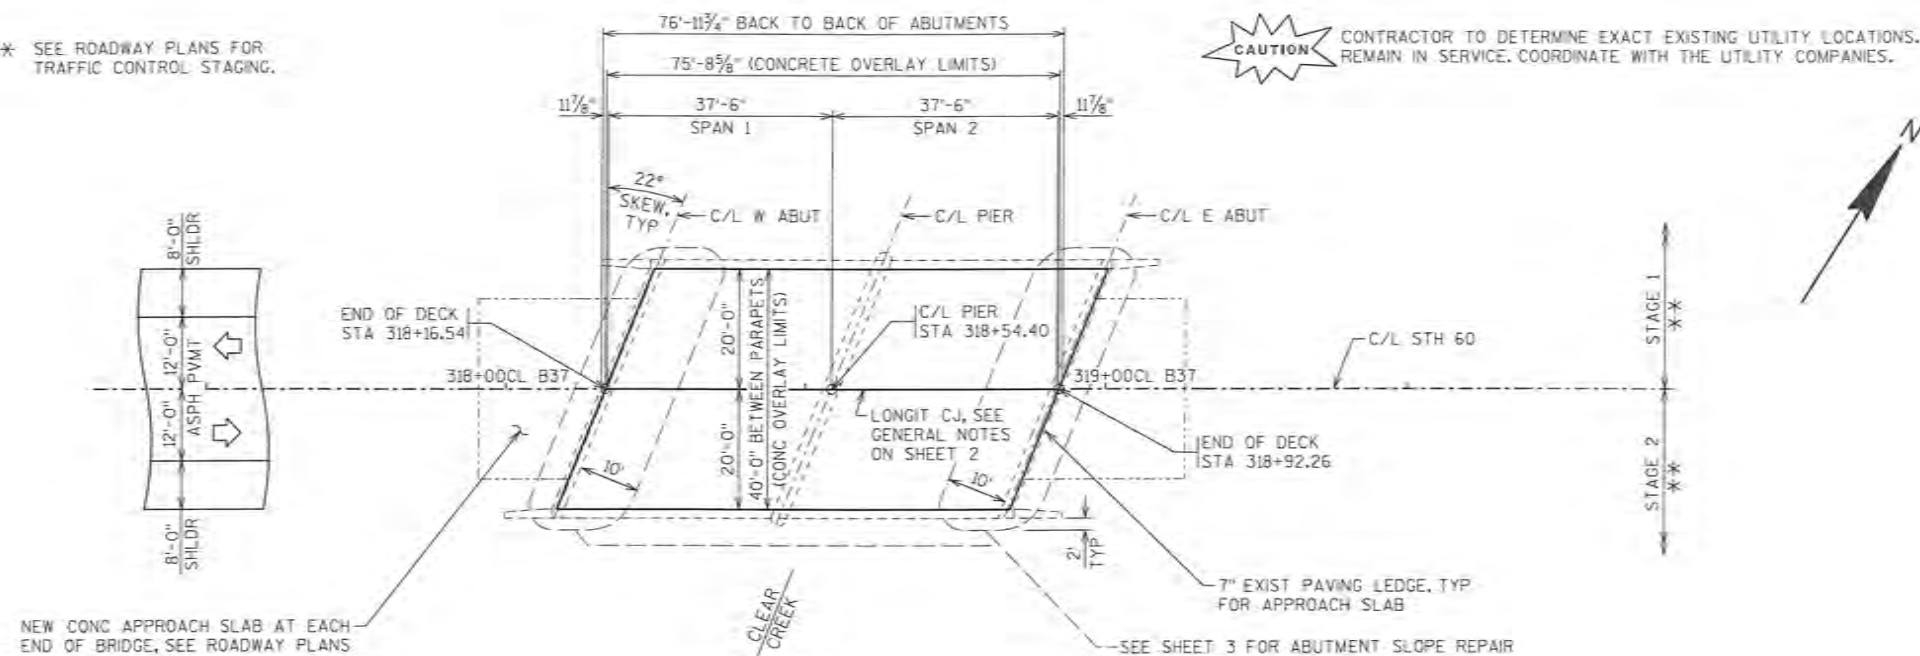 * SEE ROADWAY PLANS FOR
TRAFFIC CONTROL STAGING.
76'-11¾" BACK TO BACK OF ABUTMENTS
75'-8⅝" (CONCRETE OVERLAY LIMITS)
11⅞"
37'-6"
SPAN 1
37'-6"
SPAN 2
11⅞"
CAUTION
CONTRACTOR TO DETERMINE EXACT EXISTING UTILITY LOCATIONS.
REMAIN IN SERVICE. COORDINATE WITH THE UTILITY COMPANIES.
N
22°
SKEW,
TYP
C/L W ABUT
C/L PIER
C/L E ABUT
8'-0"
SHLDR
12'-0"
12'-0"
ASPH PVMT
8'-0"
SHLDR
END OF DECK
STA 318+16.54
318+00CL B37
20'-0"
20'-0"
40'-0" BETWEEN PARAPETS
(CONC OVERLAY LIMITS)
C/L PIER
STA 318+54.40
319+00CL B37
C/L STH 60
STAGE 1
**
STAGE 2
**
LONGIT CJ, SEE
GENERAL NOTES
ON SHEET 2
END OF DECK
STA 318+92.26
10'
10'
2'
TYP
CLEAR
CREEK
7" EXIST PAVING LEDGE, TYP
FOR APPROACH SLAB
NEW CONC APPROACH SLAB AT EACH
END OF BRIDGE, SEE ROADWAY PLANS
SEE SHEET 3 FOR ABUTMENT SLOPE REPAIR